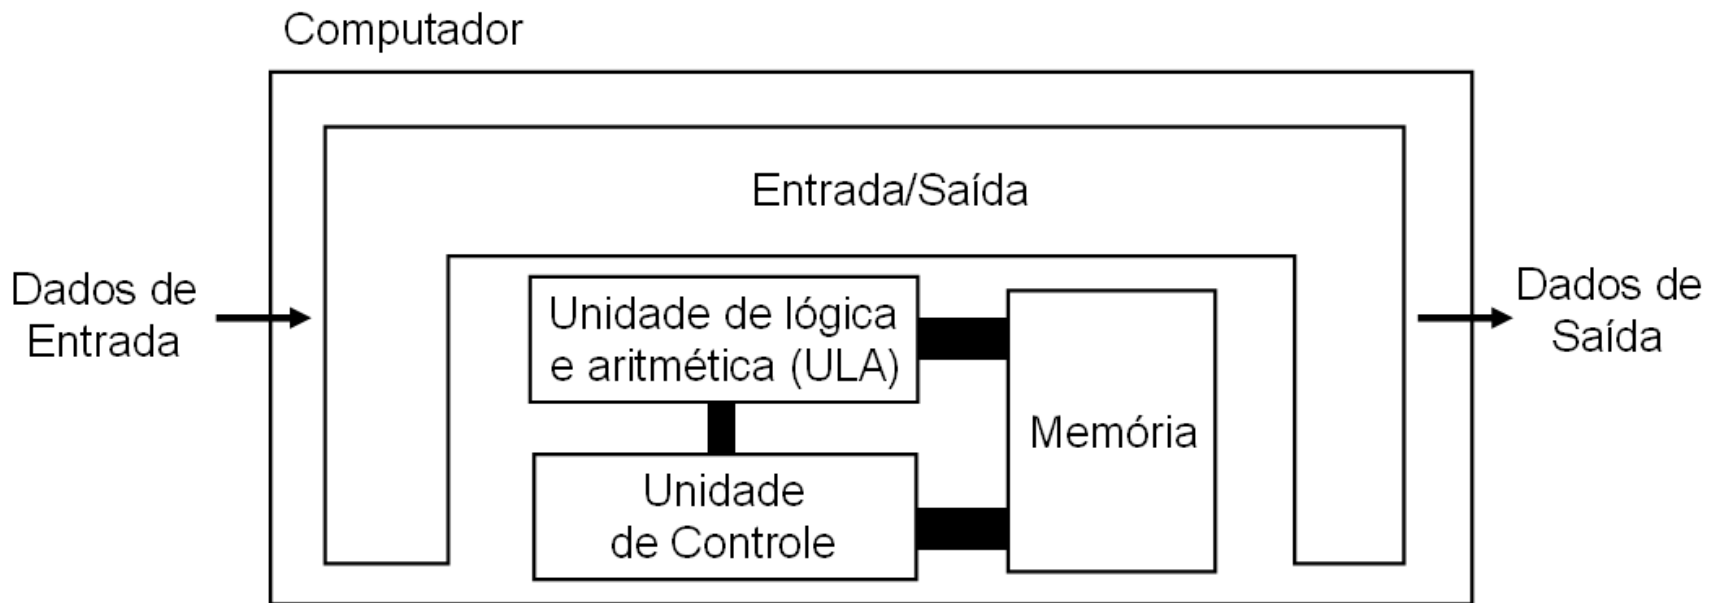 Computador
Entrada/Saída
Dados de
Entrada
Unidade de lógica
e aritmética (ULA)
Memória
Unidade
de Controle
Dados de
Saída